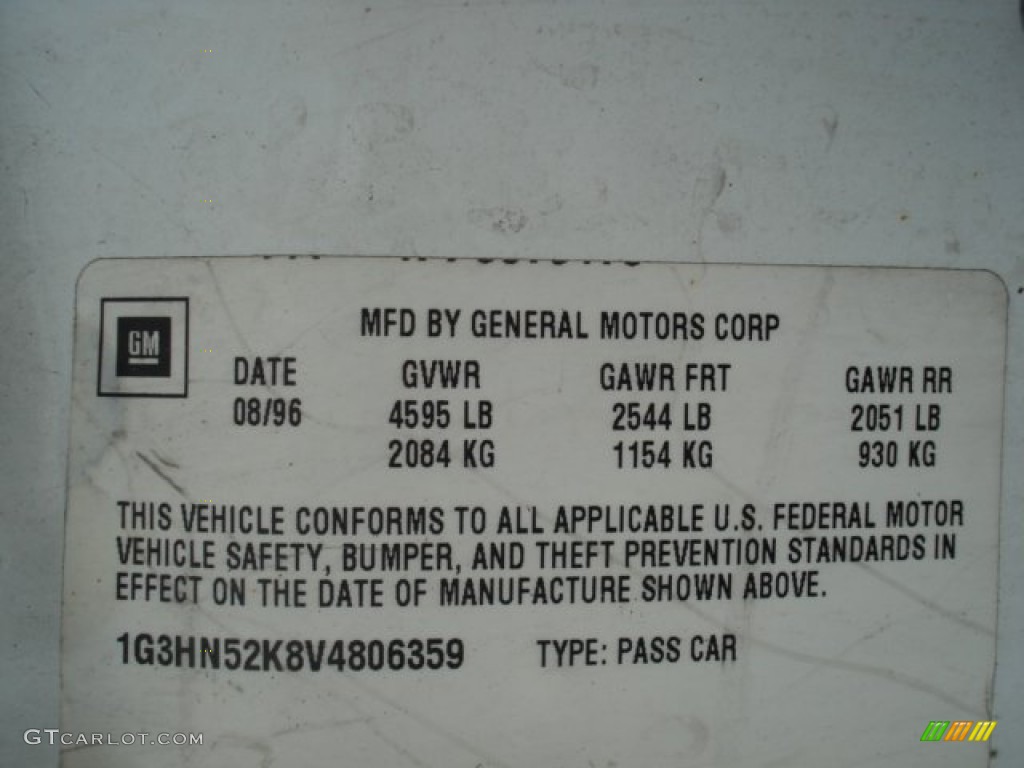 MFD BY GENERAL MOTORS CORP
GM
DATE GVWR GAWR FRT GAWR RR
08/96 4595 LB 2544 LB 2051 LB
2084 KG 1154 KG 930 KG
THIS VEHICLE CONFORMS TO ALL APPLICABLE U.S. FEDERAL MOTOR
VEHICLE SAFETY, BUMPER, AND THEFT PREVENTION STANDARDS IN
EFFECT ON THE DATE OF MANUFACTURE SHOWN ABOVE.
1G3HN52K8V4806359 TYPE: PASS CAR
GTCARLOT.COM